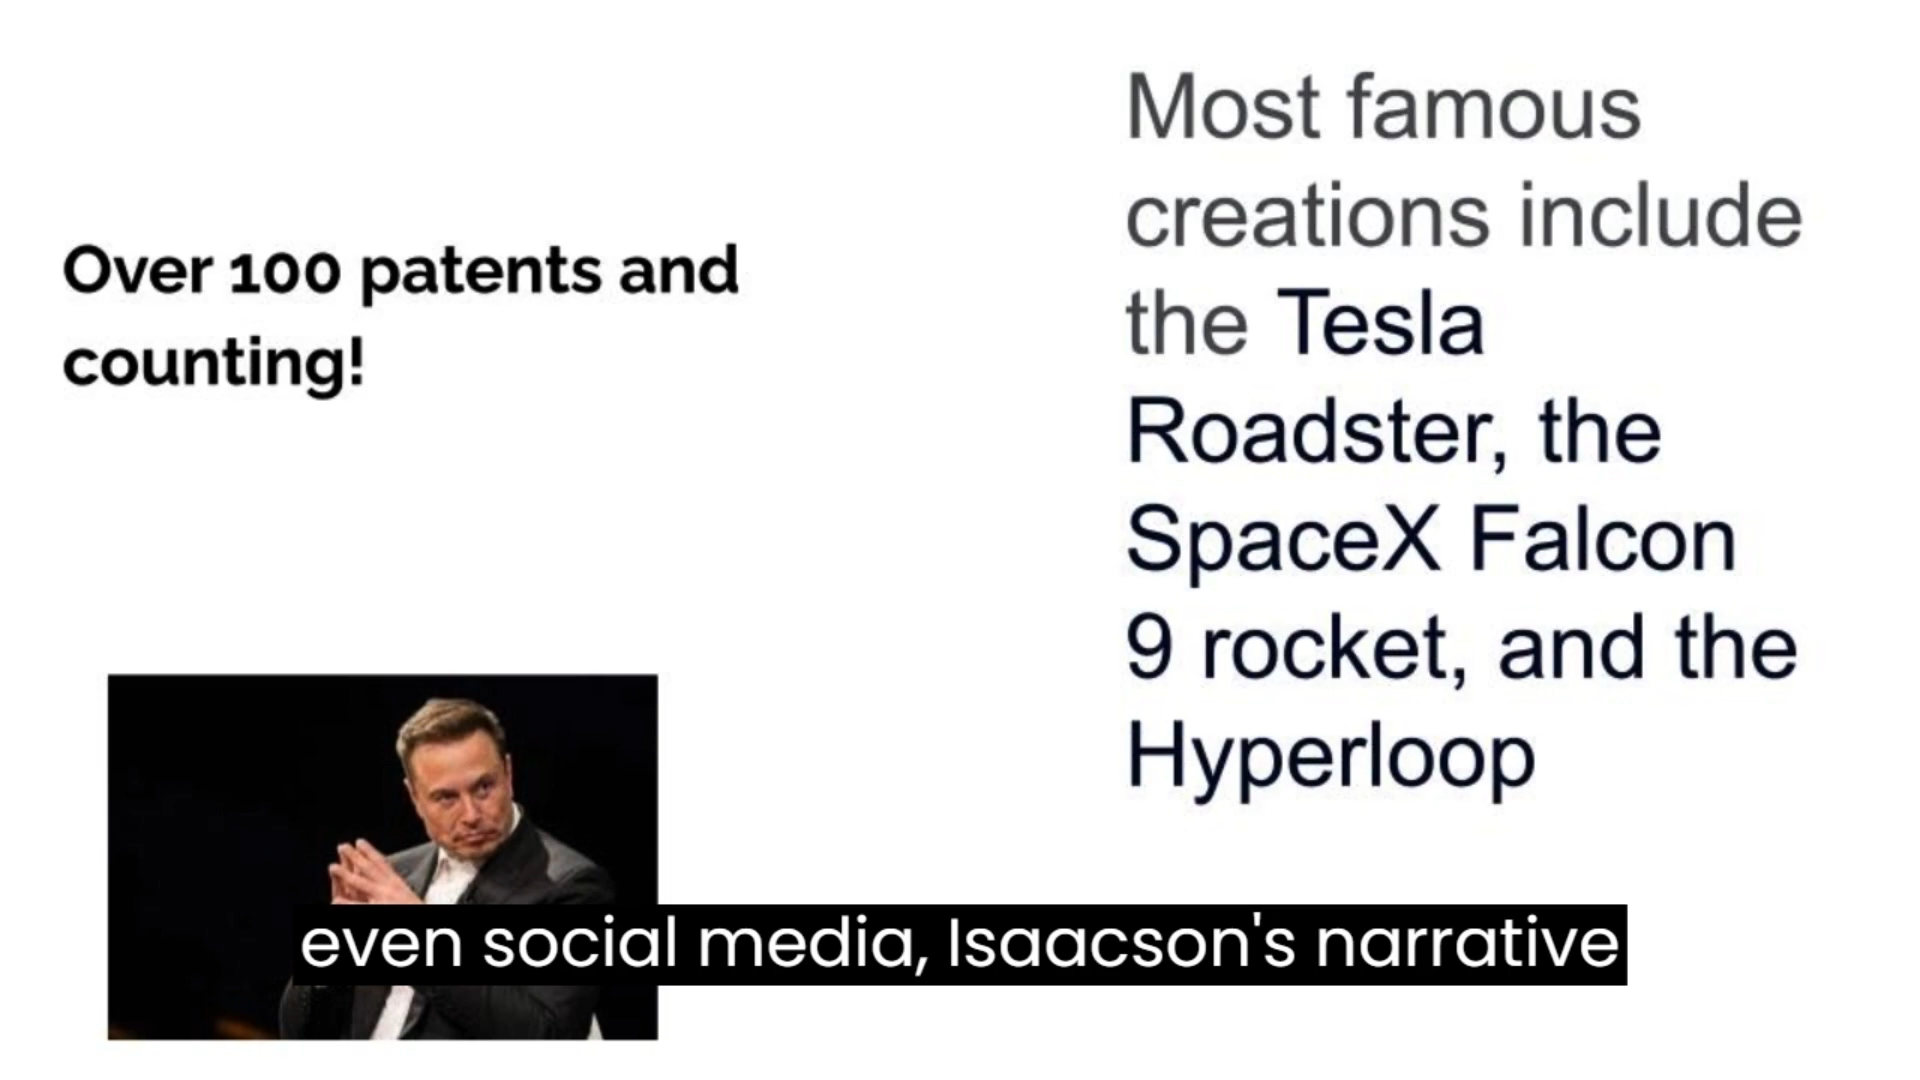 Over 100 patents and
counting!
Most famous
creations include
the Tesla
Roadster, the
SpaceX Falcon
9 rocket, and the
Hyperloop
even social media, Isaacson's narrative